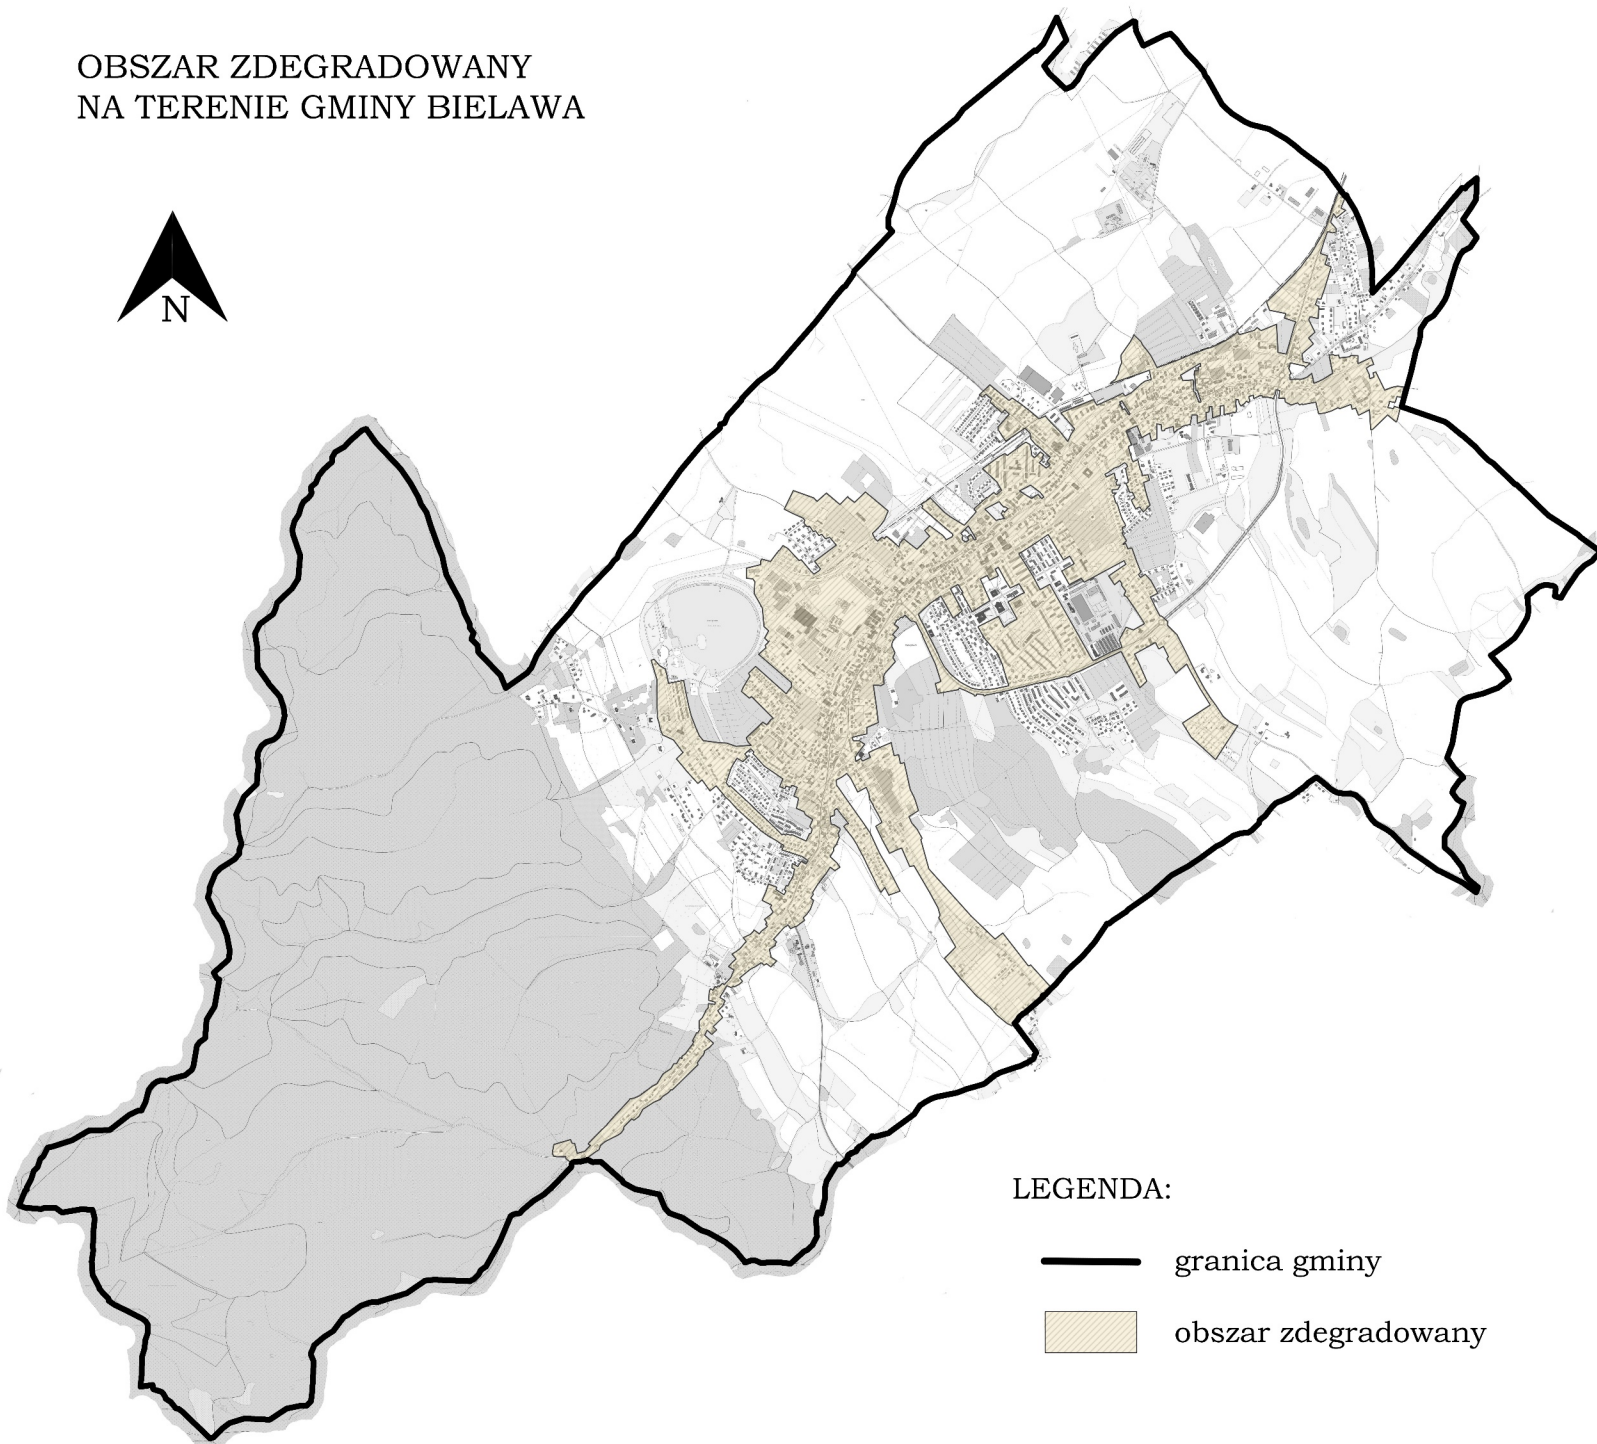 OBSZAR ZDEGRADOWANY
NA TERENIE GMINY BIELAWA
N
LEGENDA:
granica gminy
obszar zdegradowany